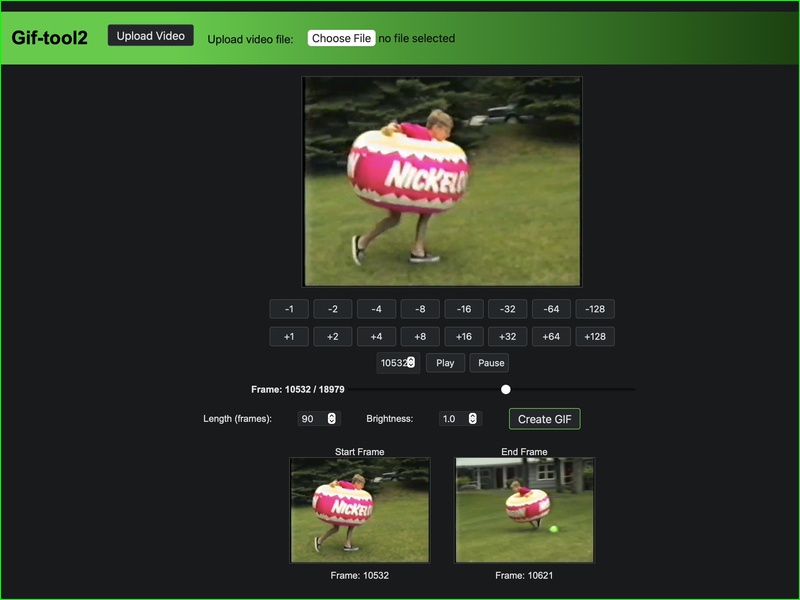 Gif-tool2 Upload Video Upload video file: Choose File no file selected
NICKELO
-1 -2 -4 -8 -16 -32 -64 -128
+1 +2 +4 +8 +16 +32 +64 +128
10532 Play Pause
Frame: 10532 / 18979
Length (frames): 90 Brightness: 1.0 Create GIF
Start Frame End Frame
NICKEL
Frame: 10532 Frame: 10621